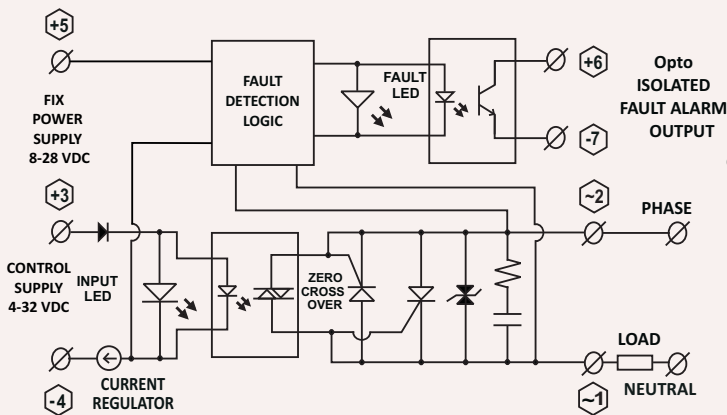 +5
FIX
POWER
SUPPLY
8-28 VDC
FAULT
DETECTION
LOGIC
FAULT
LED
+6
-7
Opto
ISOLATED
FAULT ALARM
OUTPUT
+3
CONTROL
SUPPLY
4-32 VDC
INPUT
LED
-4
CURRENT
REGULATOR
ZERO
CROSS
OVER
~2
PHASE
LOAD
~1
NEUTRAL